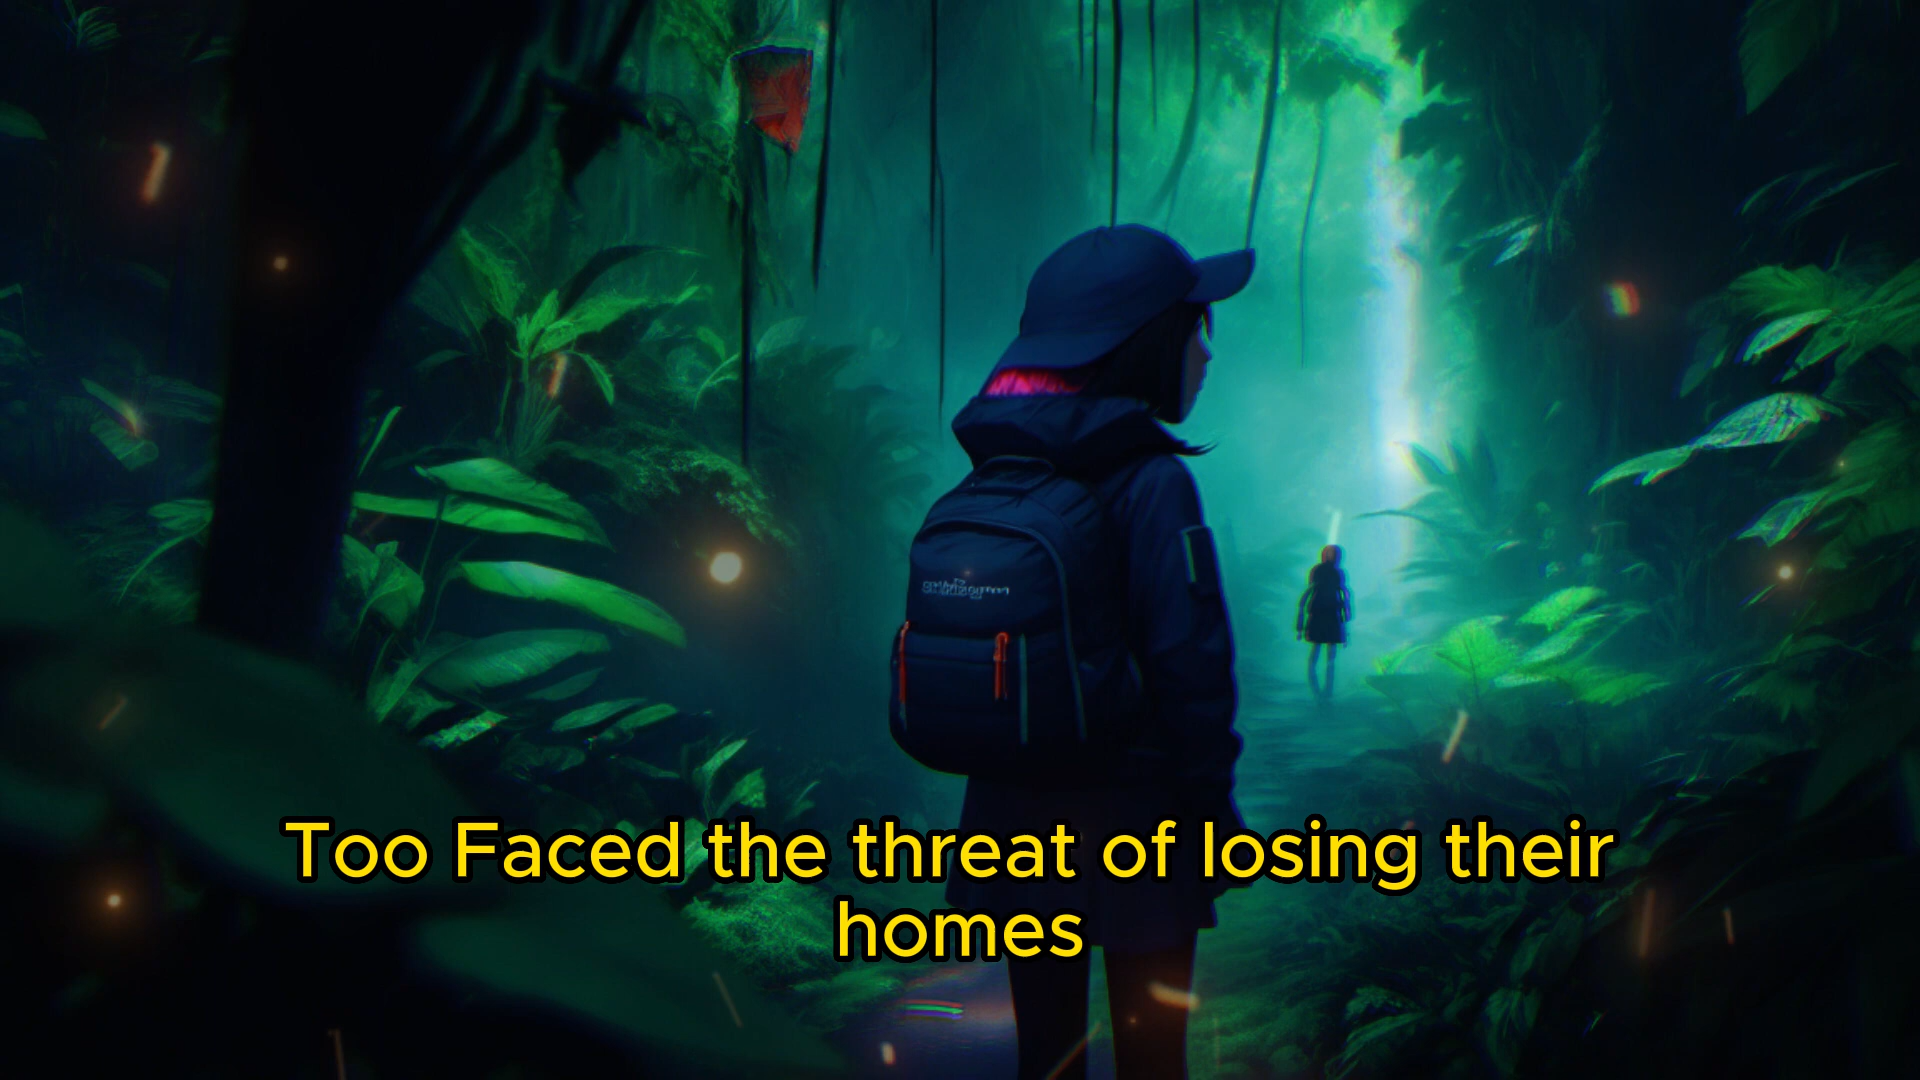 Too Faced the threat of losing their
homes